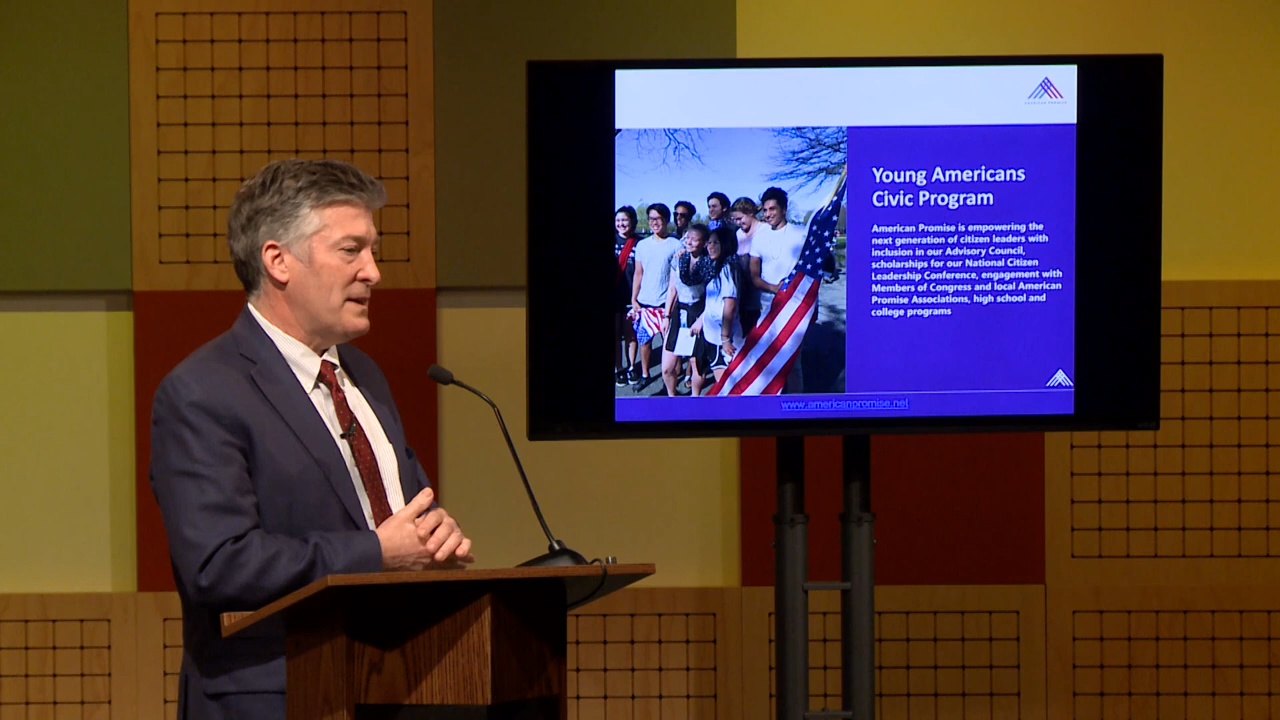 AMERICAN PROMISE
Young Americans
Civic Program
American Promise is empowering the
next generation of citizen leaders with
inclusion in our Advisory Council,
scholarships for our National Citizen
Leadership Conference, engagement with
Members of Congress and local American
Promise Associations, high school and
college programs
www.americanpromise.net